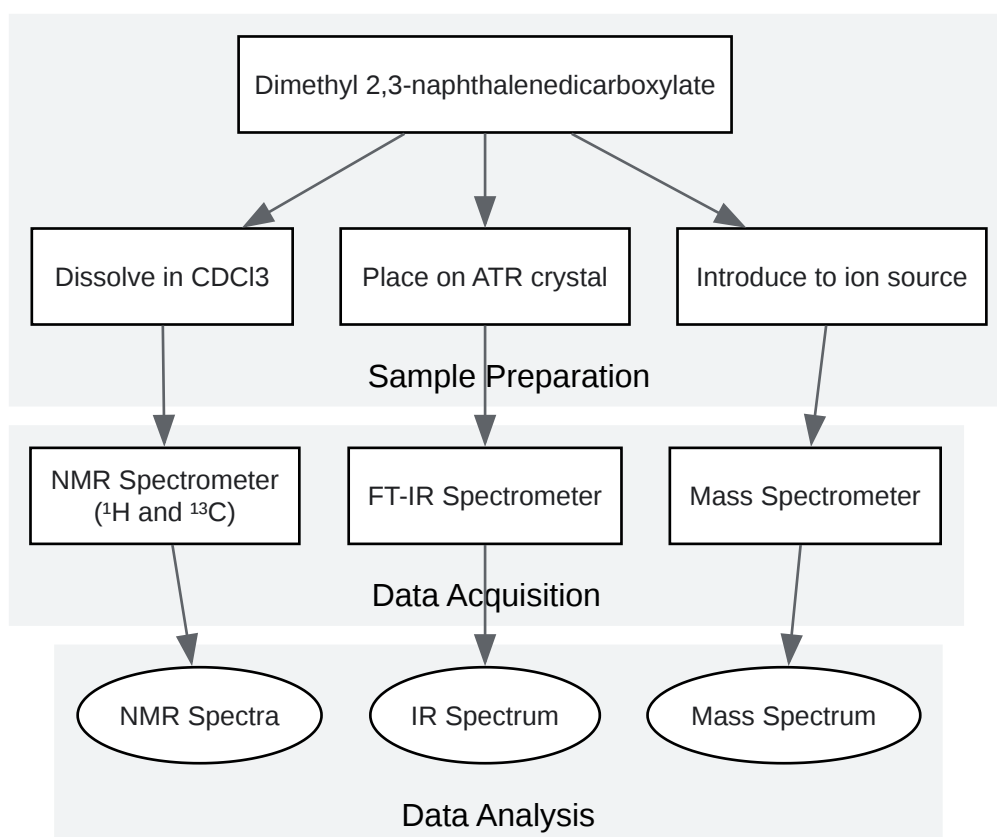 Dimethyl 2,3-naphthalenedicarboxylate
Dissolve in CDCl3
Place on ATR crystal
Introduce to ion source
Sample Preparation
NMR Spectrometer
(¹H and ¹³C)
FT-IR Spectrometer
Mass Spectrometer
Data Acquisition
NMR Spectra
IR Spectrum
Mass Spectrum
Data Analysis